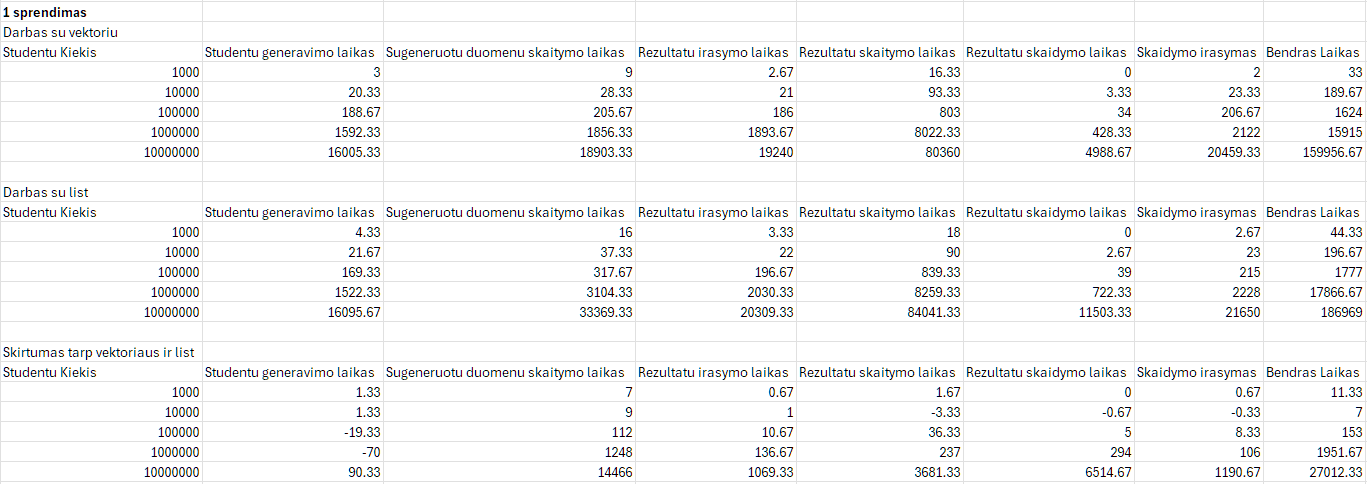 1 sprendimas
Darbas su vektoriu
Studentu Kiekis Studentu generavimo laikas Sugeneruotu duomenu skaitymo laikas Rezultatu irasymo laikas Rezultatu skaitymo laikas Rezultatu skaidymo laikas Skaidymo irasymas Bendras Laikas
1000 3 9 2.67 16.33 0 2 33
10000 20.33 28.33 21 93.33 3.33 23.33 189.67
100000 188.67 205.67 186 803 34 206.67 1624
1000000 1592.33 1856.33 1893.67 8022.33 428.33 2122 15915
10000000 16005.33 18903.33 19240 80360 4988.67 20459.33 159956.67
Darbas su list
Studentu Kiekis Studentu generavimo laikas Sugeneruotu duomenu skaitymo laikas Rezultatu irasymo laikas Rezultatu skaitymo laikas Rezultatu skaidymo laikas Skaidymo irasymas Bendras Laikas
1000 4.33 16 3.33 18 0 2.67 44.33
10000 21.67 37.33 22 90 2.67 23 196.67
100000 169.33 317.67 196.67 839.33 39 215 1777
1000000 1522.33 3104.33 2030.33 8259.33 722.33 2228 17866.67
10000000 16095.67 33369.33 20309.33 84041.33 11503.33 21650 186969
Skirtumas tarp vektoriaus ir list
Studentu Kiekis Studentu generavimo laikas Sugeneruotu duomenu skaitymo laikas Rezultatu irasymo laikas Rezultatu skaitymo laikas Rezultatu skaidymo laikas Skaidymo irasymas Bendras Laikas
1000 1.33 7 0.67 1.67 0 0.67 11.33
10000 1.33 9 1 -3.33 -0.67 -0.33 7
100000 -19.33 112 10.67 36.33 5 8.33 153
1000000 -70 1248 136.67 237 294 106 1951.67
10000000 90.33 14466 1069.33 3681.33 6514.67 1190.67 27012.33